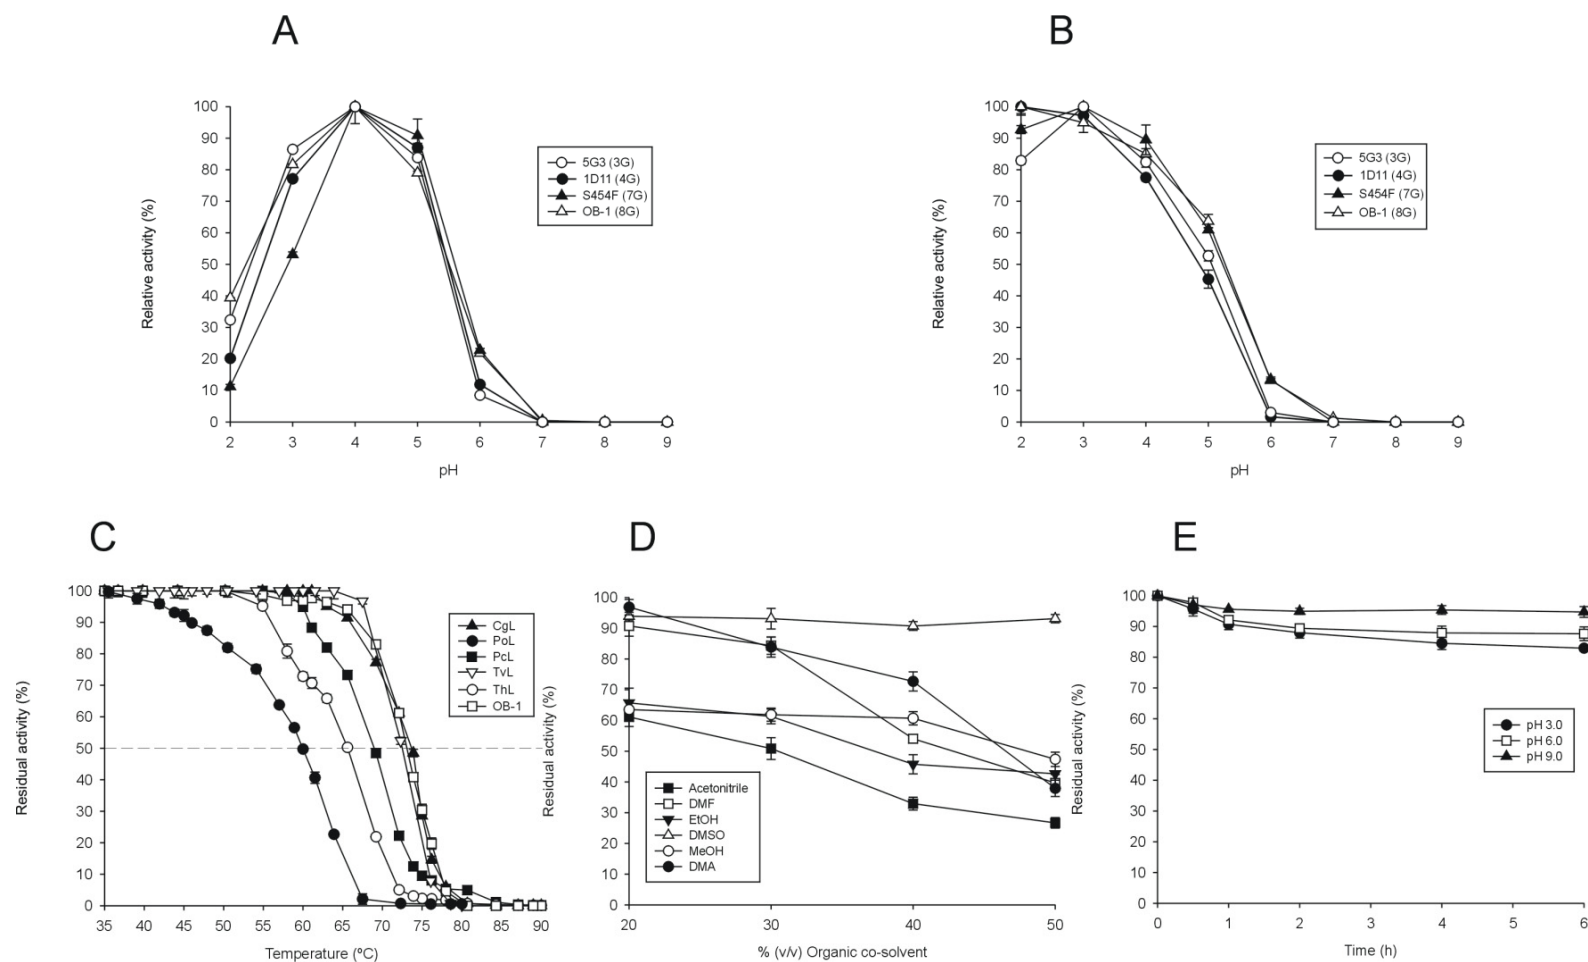 A
100
90
80
70
60
50
40
30
20
10
0
Relative activity (%)
2 3 4 5 6 7 8 9
pH
5G3 (3G)
1D11 (4G)
S454F (7G)
OB-1 (8G)
B
100
90
80
70
60
50
40
30
20
10
0
Relative activity (%)
2 3 4 5 6 7 8 9
pH
5G3 (3G)
1D11 (4G)
S454F (7G)
OB-1 (8G)
C
100
90
80
70
60
50
40
30
20
10
0
Residual activity (%)
35 40 45 50 55 60 65 70 75 80 85 90
Temperature (ºC)
CgL
PoL
PcL
TvL
ThL
OB-1
D
100
90
80
70
60
50
40
30
20
10
0
Residual activity (%)
20 30 40 50
% (v/v) Organic co-solvent
Acetonitrile
DMF
EtOH
DMSO
MeOH
DMA
E
100
90
80
70
60
50
40
30
20
10
0
Residual activity (%)
0 1 2 3 4 5 6
Time (h)
pH 3.0
pH 6.0
pH 9.0